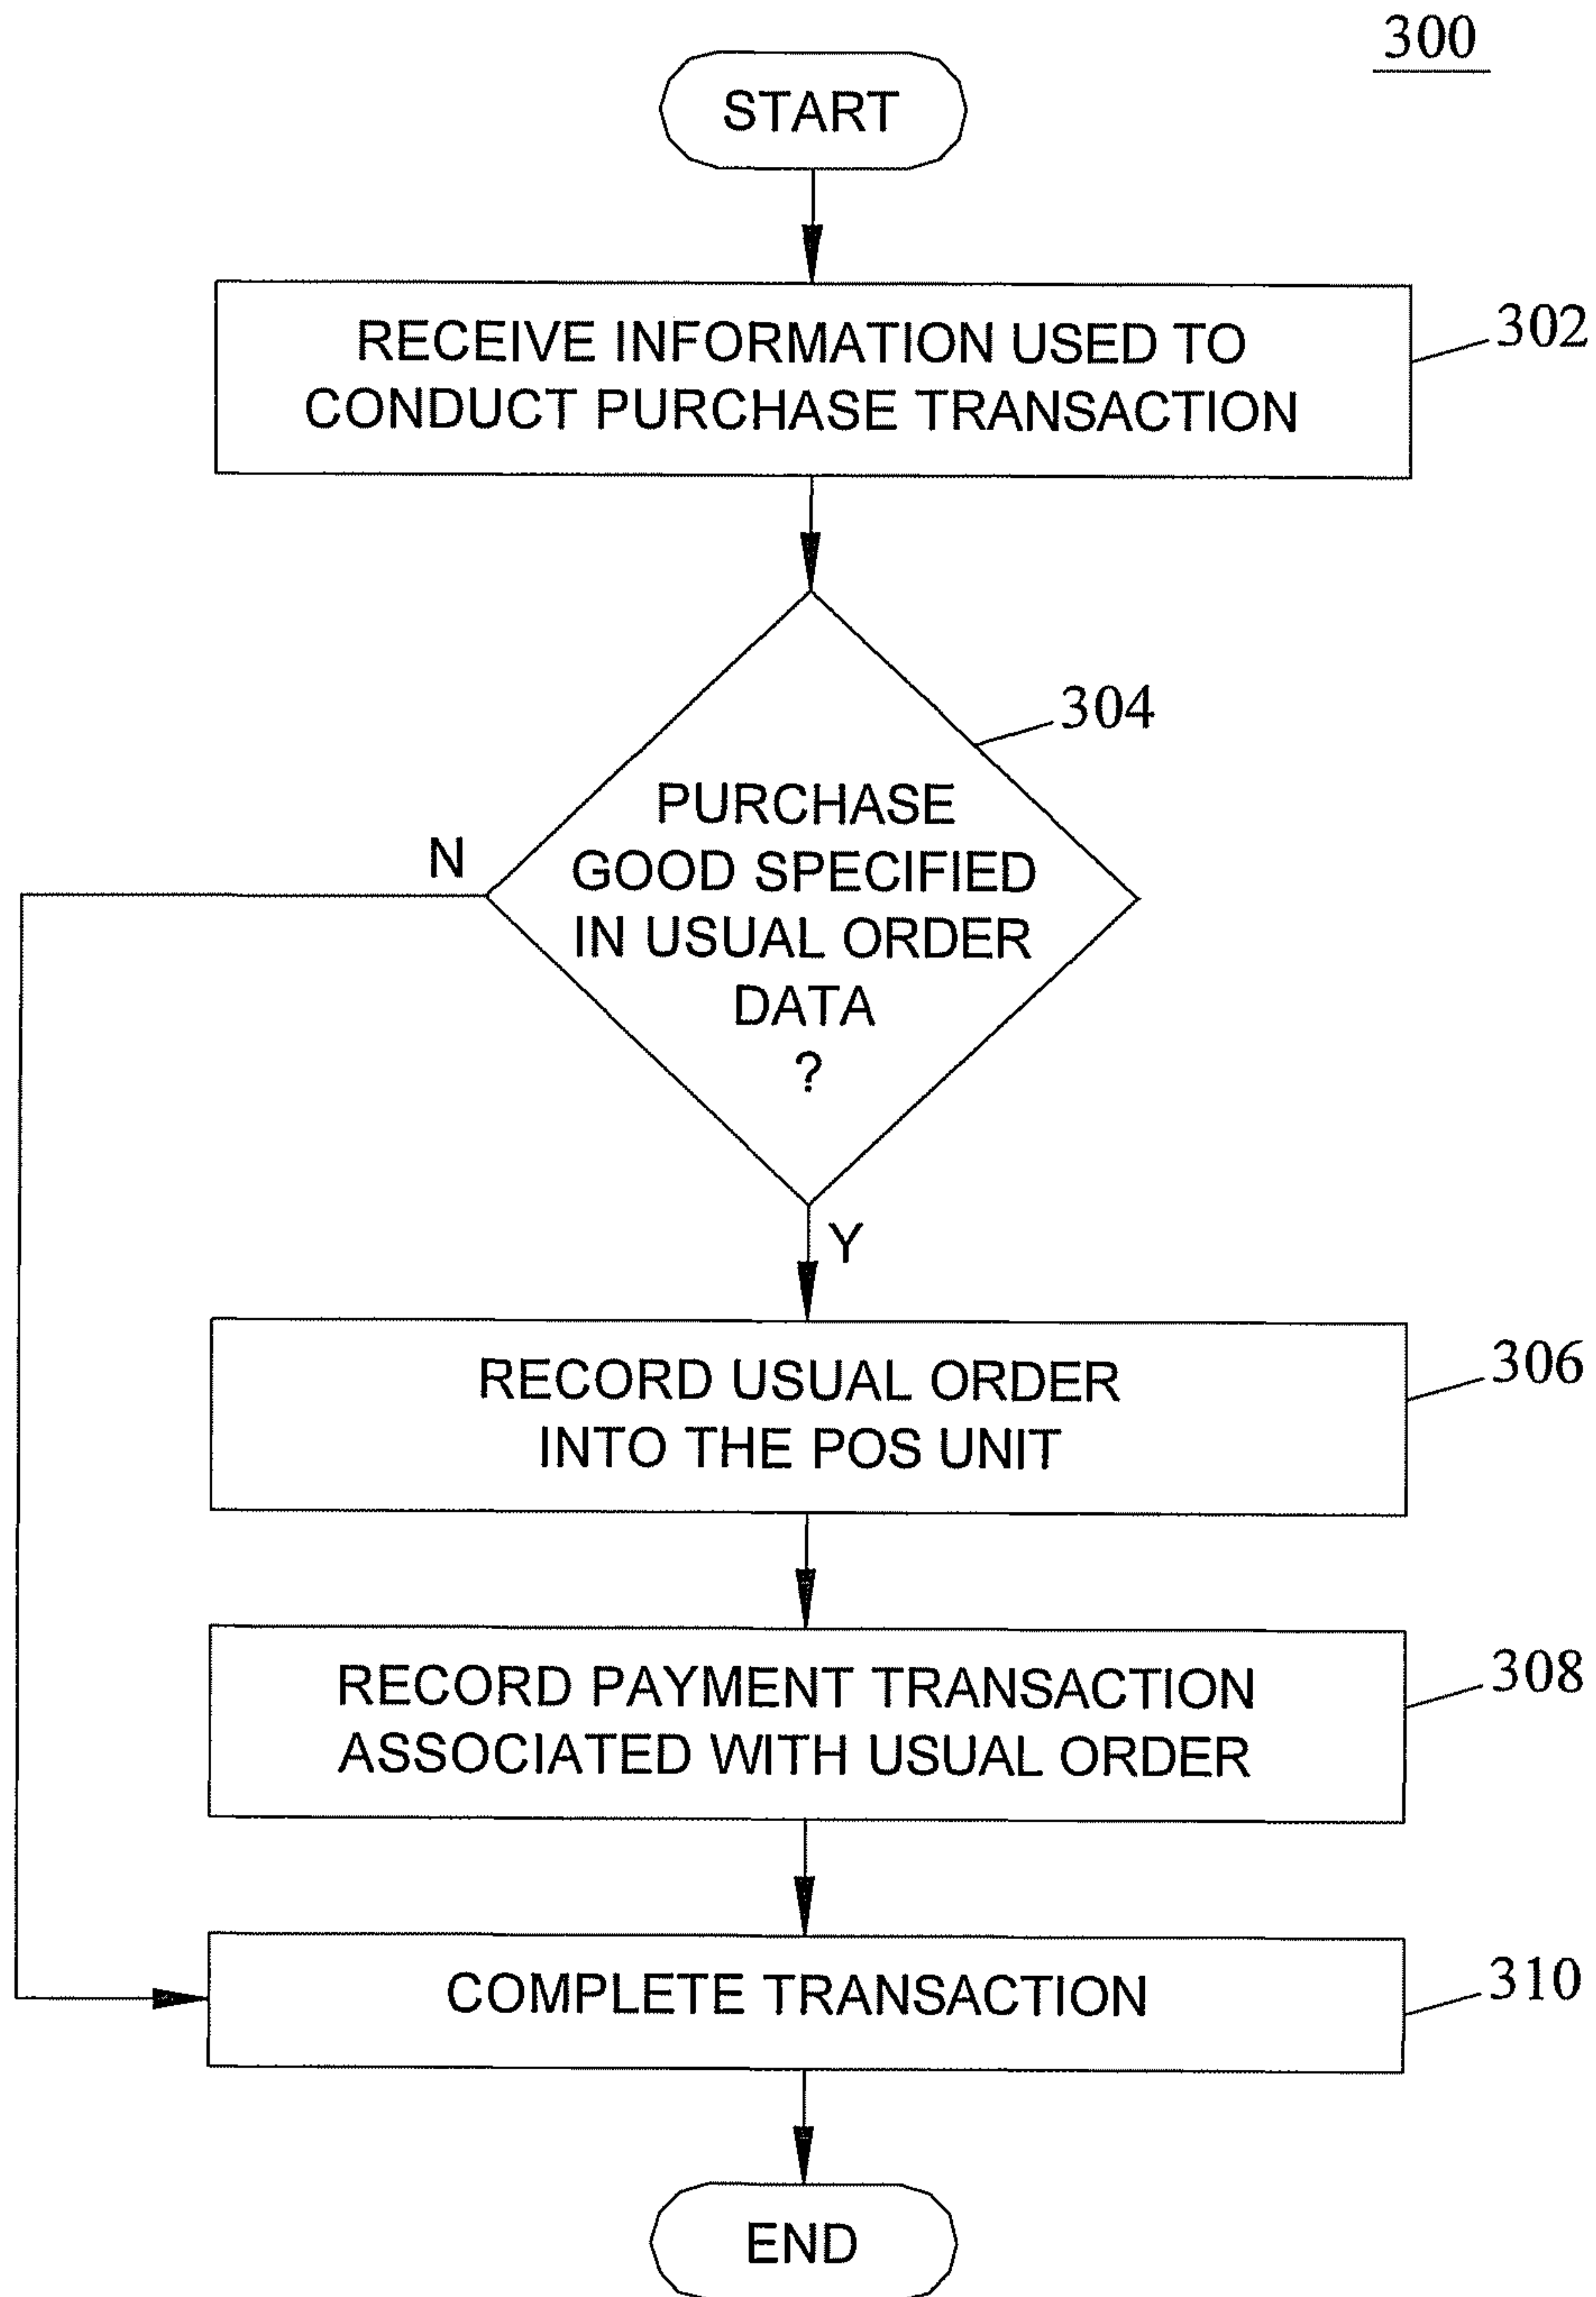 300
START
RECEIVE INFORMATION USED TO
CONDUCT PURCHASE TRANSACTION
302
304
PURCHASE
GOOD SPECIFIED
IN USUAL ORDER
DATA
?
N
Y
RECORD USUAL ORDER
INTO THE POS UNIT
306
RECORD PAYMENT TRANSACTION
ASSOCIATED WITH USUAL ORDER
308
COMPLETE TRANSACTION
310
END